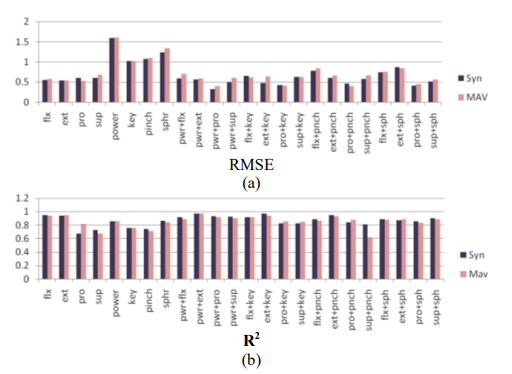 2
1.5
1
0.5
0
flx ext pro sup power key pinch sphr pwr+flx pwr+ext pwr+pro pwr+sup flx+key ext+key pro+key sup+key flx+pnch ext+pnch pro+pnch sup+pnch flx+sph ext+sph pro+sph sup+sph
Syn
MAV
RMSE
(a)
1.2
1
0.8
0.6
0.4
0.2
0
flx ext pro sup power key pinch sphr pwr+flx pwr+ext pwr+pro pwr+sup flx+key ext+key pro+key sup+key flx+pnch ext+pnch pro+pnch sup+pnch flx+sph ext+sph pro+sph sup+sph
Syn
Mav
R²
(b)